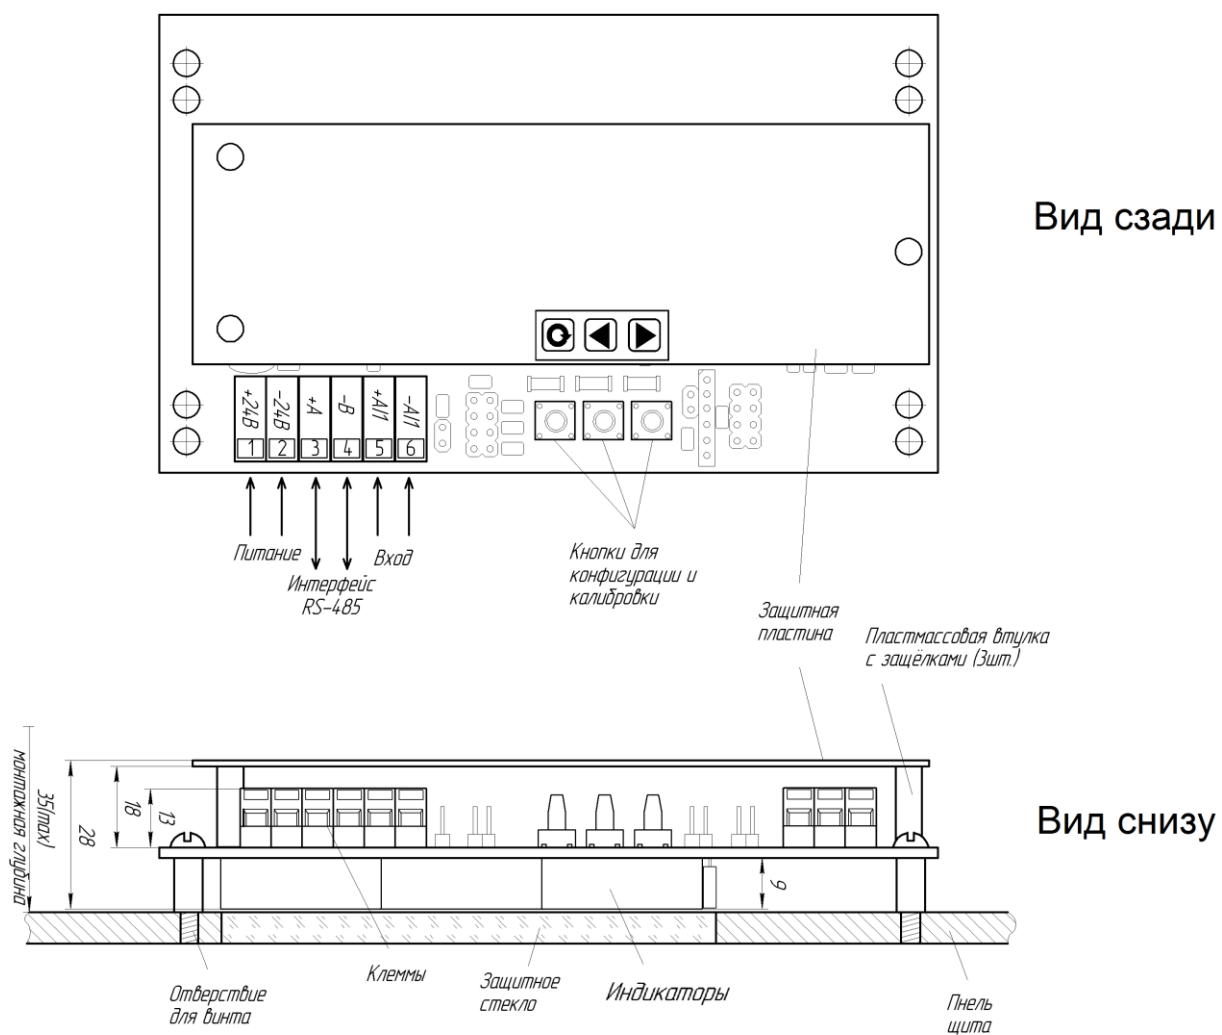 Вид сзади
+24В
-24В
+А
-В
+AI1
-AI1
1
2
3
4
5
6
Питание
Вход
Интерфейс
RS-485
Кнопки для
конфигурации и
калибровки
Защитная
пластина
Пластмассовая втулка
с защёлками (3шт.)
35(max)
монтажная глубина
28
18
13
9
Вид снизу
Отверствие
для винта
Клеммы
Защитное
стекло
Индикаторы
Пнель
щита